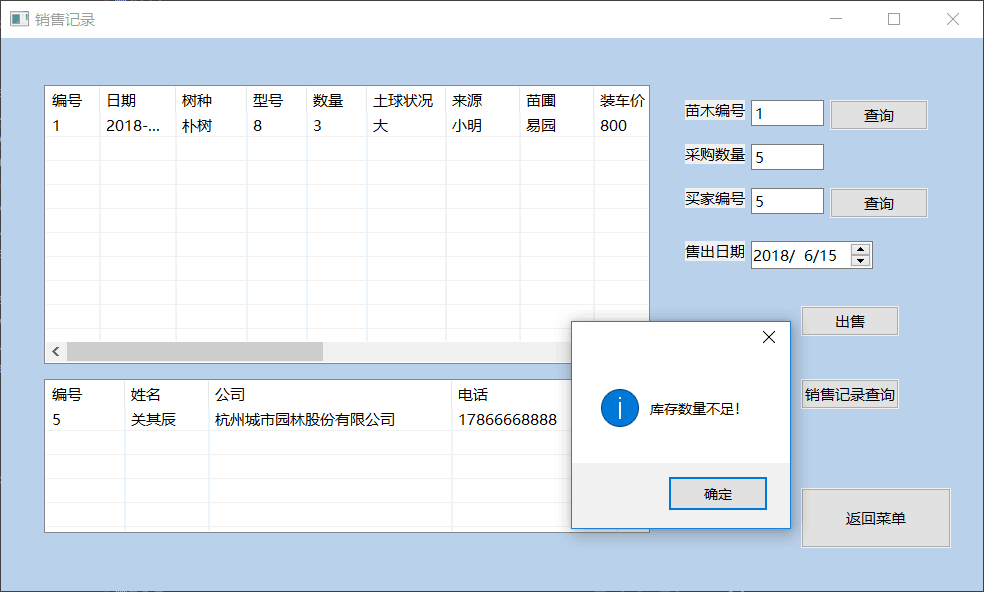 销售记录
编号 日期 树种 型号 数量 土球状况 来源 苗圃 装车价
1 2018-... 朴树 8 3 大 小明 易园 800
苗木编号 1 查询
采购数量 5
买家编号 5 查询
售出日期 2018/ 6/15
出售
编号 姓名 公司 电话
5 关其辰 杭州城市园林股份有限公司 17866668888
库存数量不足!
确定
销售记录查询
返回菜单